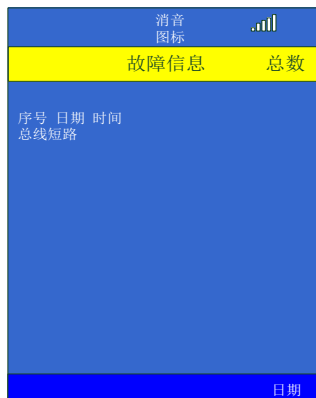 消音
图标
故障信息 总数
序号 日期 时间
总线短路
日期